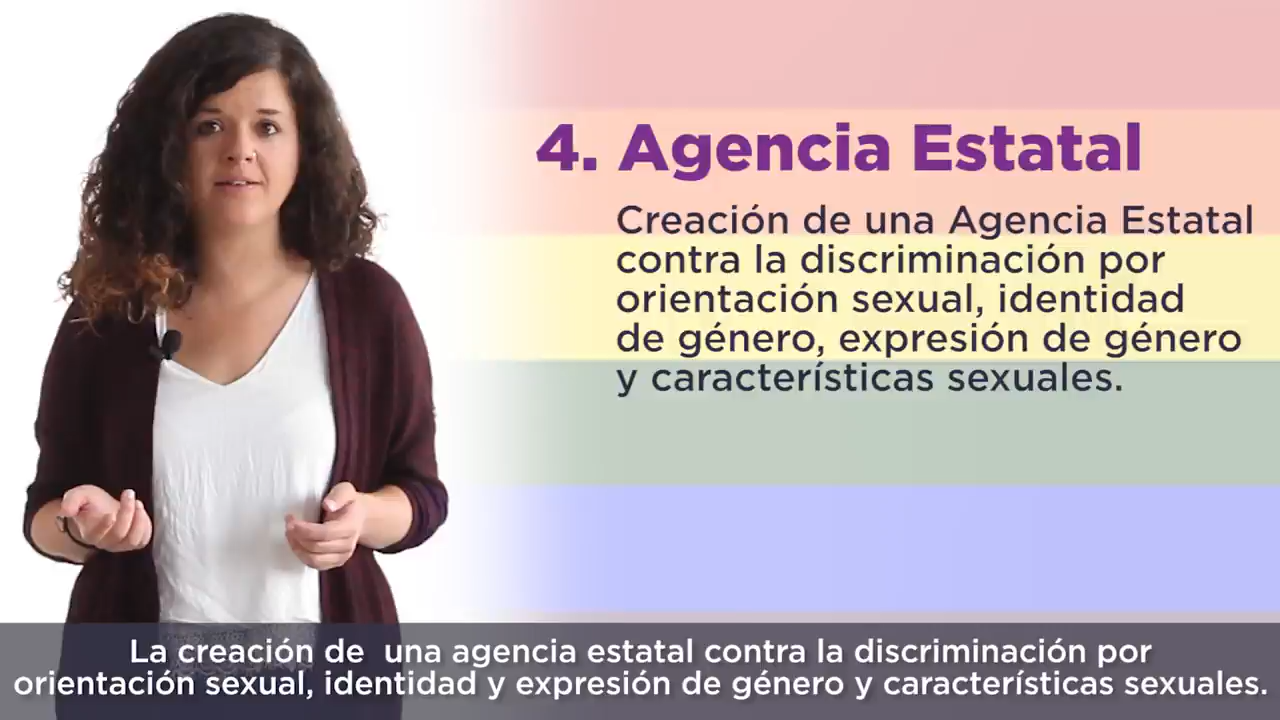 4. Agencia Estatal
Creación de una Agencia Estatal
contra la discriminación por
orientación sexual, identidad
de género, expresión de género
y características sexuales.
La creación de  una agencia estatal contra la discriminación por
orientación sexual, identidad y expresión de género y características sexuales.